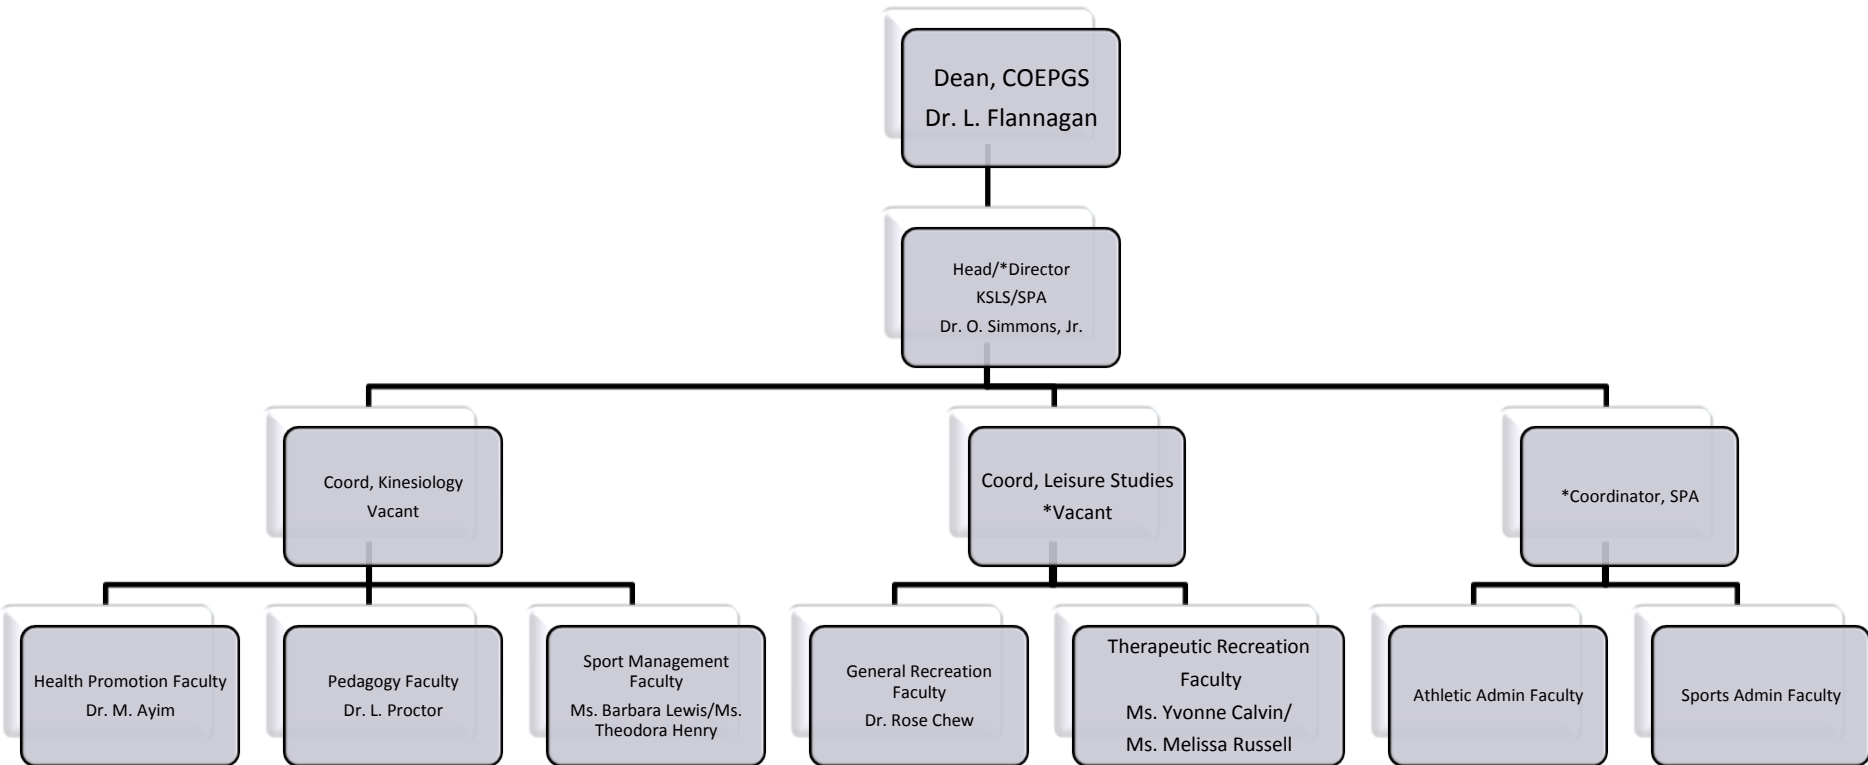 Dean, COEPGS
Dr. L. Flannagan
Head/*Director
KSLS/SPA
Dr. O. Simmons, Jr.
Coord, Kinesiology
Vacant
Coord, Leisure Studies
*Vacant
*Coordinator, SPA
Health Promotion Faculty
Dr. M. Ayim
Pedagogy Faculty
Dr. L. Proctor
Sport Management
Faculty
Ms. Barbara Lewis/Ms.
Theodora Henry
General Recreation
Faculty
Dr. Rose Chew
Therapeutic Recreation
Faculty
Ms. Yvonne Calvin/
Ms. Melissa Russell
Athletic Admin Faculty
Sports Admin Faculty